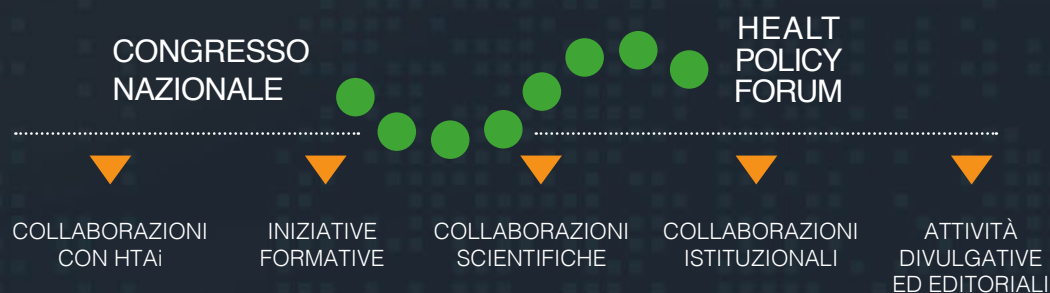 CONGRESSO
NAZIONALE
HEALT
POLICY
FORUM
COLLABORAZIONI
CON HTAi
INIZIATIVE
FORMATIVE
COLLABORAZIONI
SCIENTIFICHE
COLLABORAZIONI
ISTITUZIONALI
ATTIVITÀ
DIVULGATIVE
ED EDITORIALI